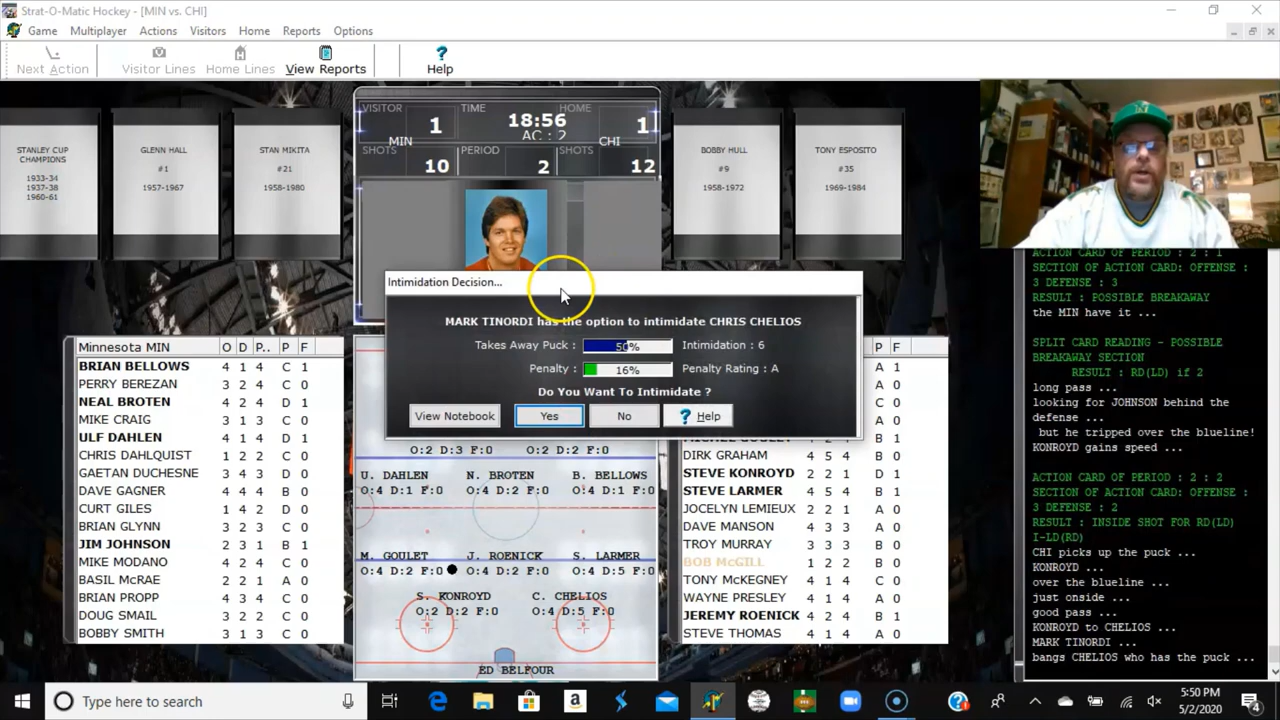 Strat-O-Matic Hockey - [MIN vs. CHI]
Game Multiplayer Actions Visitors Home Reports Options
Next Action Visitor Lines Home Lines View Reports Help
STANLEY CUP
CHAMPIONS
1933-34
1937-38
1960-61
GLENN HALL
#1
1957-1967
STAN MIKITA
#21
1958-1980
VISITOR TIME HOME
1 18:56 1
MIN AC : 2 CHI
SHOTS PERIOD SHOTS
10 2 12
BOBBY HULL
#9
1958-1972
TONY ESPOSITO
#35
1969-1984
Intimidation Decision...
MARK TINORDI has the option to intimidate CHRIS CHELIOS
Takes Away Puck : 50% Intimidation : 6
Penalty : 16% Penalty Rating : A
Do You Want To Intimidate ?
View Notebook Yes No Help
Minnesota MIN O D P.. F
BRIAN BELLOWS 4 1 4 C 1
PERRY BEREZAN 3 2 4 C 0
NEAL BROTEN 4 2 4 D 1
MIKE CRAIG 3 1 3 C 0
ULF DAHLEN 4 1 4 D 1
CHRIS DAHLQUIST 1 2 2 C 0
GAETAN DUCHESNE 3 4 3 D 0
DAVE GAGNER 4 4 4 B 0
CURT GILES 1 4 2 D 0
BRIAN GLYNN 3 2 3 C 0
JIM JOHNSON 2 3 1 B 1
MIKE MODANO 4 2 4 C 0
BASIL McRAE 2 2 1 A 0
BRIAN PROPP 4 3 4 C 0
DOUG SMAIL 3 4 3 C 0
BOBBY SMITH 3 1 3 C 0
O:2 D:3 F:0 O:2 D:2 F:0
U. DAHLEN N. BROTEN B. BELLOWS
O:4 D:1 F:0 O:4 D:2 F:0 O:4 D:1 F:0
M. GOULET J. ROENICK S. LARMER
O:4 D:2 F:0 O:4 D:2 F:0 O:4 D:5 F:0
S. KONROYD C. CHELIOS
O:2 D:2 F:0 O:4 D:5 F:0
ED BELFOUR
P F
A 1
A 0
B 1
DIRK GRAHAM 4 5 4 B 0
STEVE KONROYD 2 2 2 D 1
STEVE LARMER 4 5 4 B 1
JOCELYN LEMIEUX 2 2 1 A 0
DAVE MANSON 4 3 3 A 0
TROY MURRAY 3 3 3 B 0
BOB McGILL 1 2 2 B 0
TONY McKEGNEY 4 1 4 C 0
WAYNE PRESLEY 4 1 4 A 0
JEREMY ROENICK 4 2 4 B 1
STEVE THOMAS 4 1 4 A 0
ACTION CARD OF PERIOD : 2 : 1
SECTION OF ACTION CARD: OFFENSE :
3 DEFENSE : 3
RESULT : POSSIBLE BREAKAWAY
the MIN have it ...
SPLIT CARD READING - POSSIBLE
BREAKAWAY SECTION
RESULT : RD(LD) if 2
long pass ...
looking for JOHNSON behind the
defense ...
but he tripped over the blueline!
KONROYD gains speed ...
ACTION CARD OF PERIOD : 2 : 2
SECTION OF ACTION CARD: OFFENSE :
3 DEFENSE : 2
RESULT : INSIDE SHOT FOR RD(LD)
I-LD(RD)
CHI picks up the puck ...
KONROYD ...
over the blueline ...
just onside ...
good pass ...
KONROYD to CHELIOS ...
MARK TINORDI ...
bangs CHELIOS who has the puck ...
Type here to search
5:50 PM
5/2/2020
4